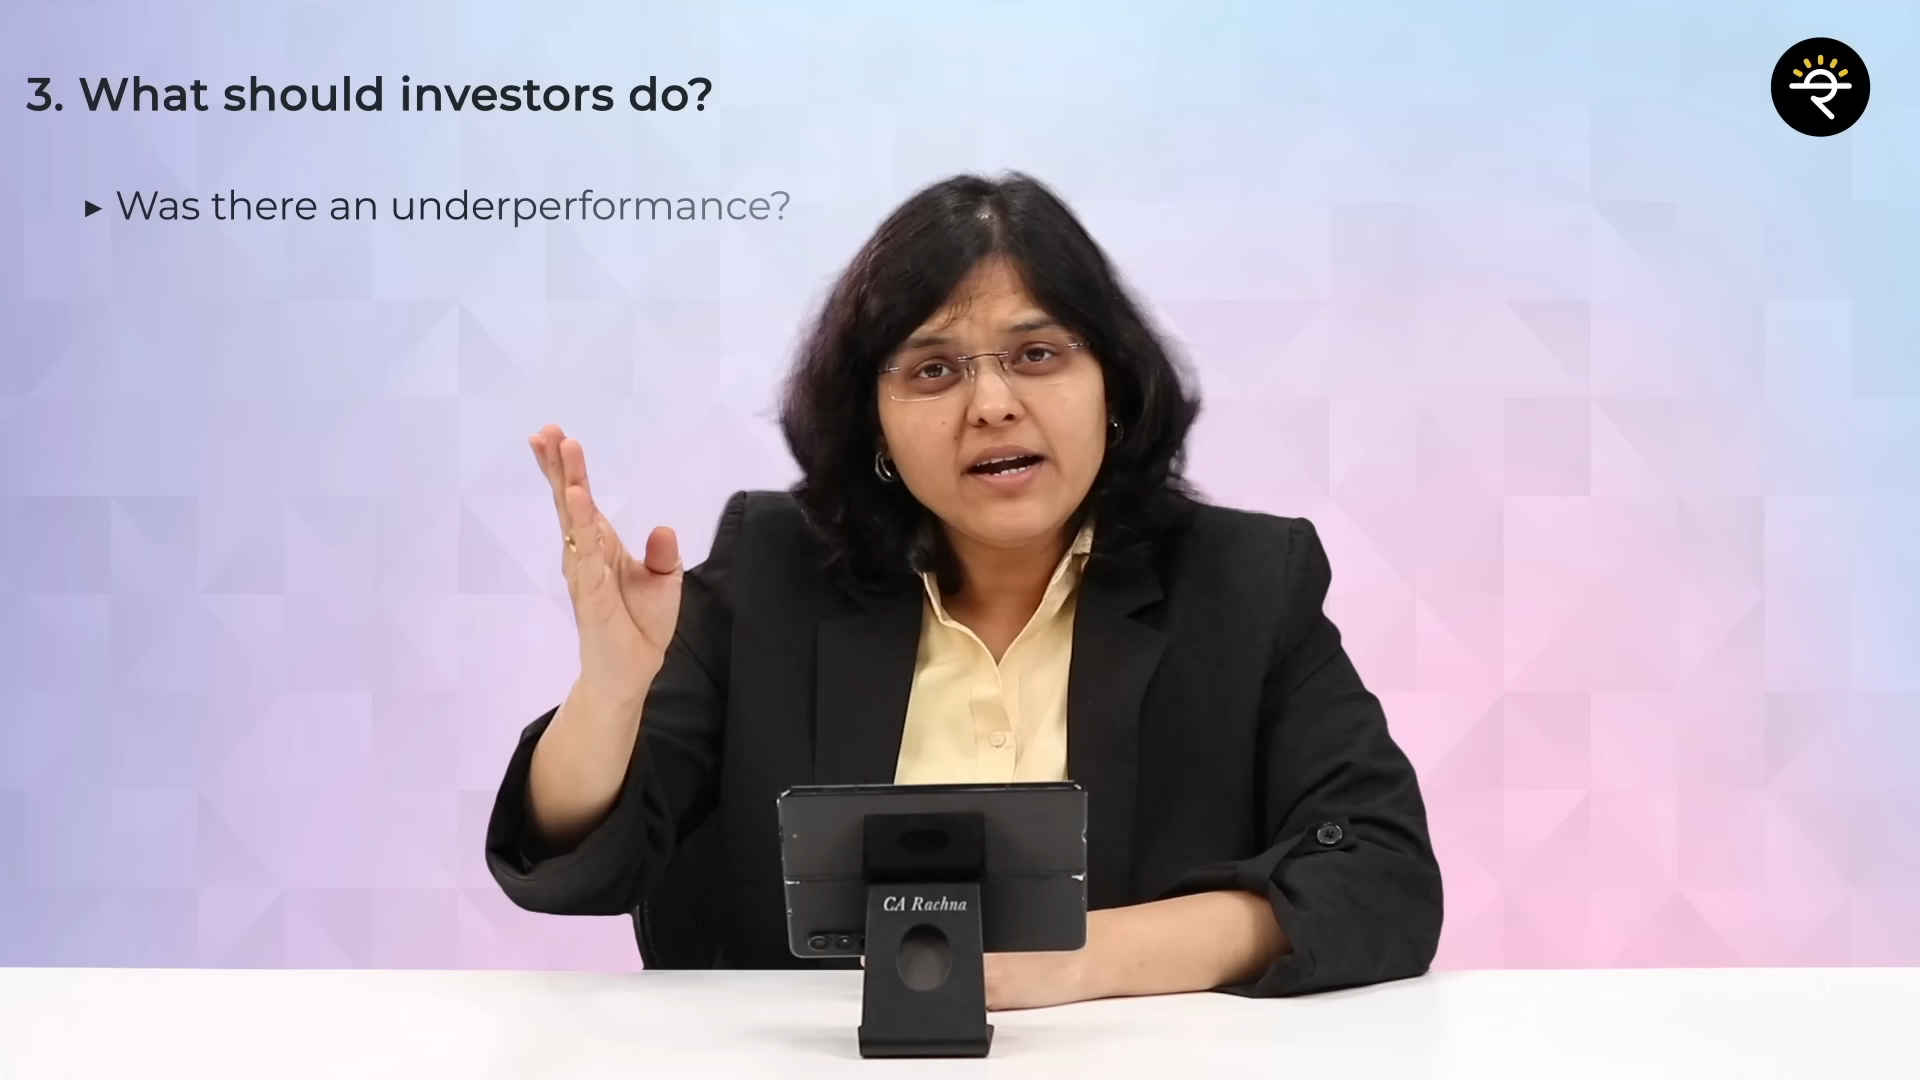 3. What should investors do?
▸ Was there an underperformance?
CA Rachna